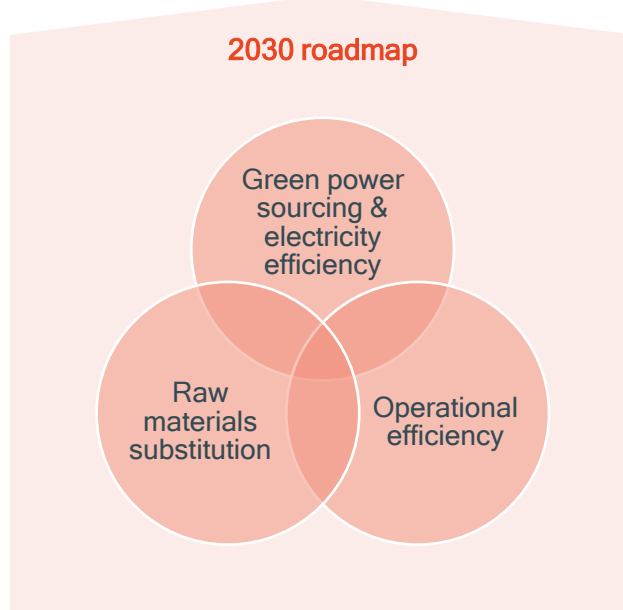 2030 roadmap
Green power
sourcing &
electricity
efficiency
Raw
materials
substitution
Operational
efficiency